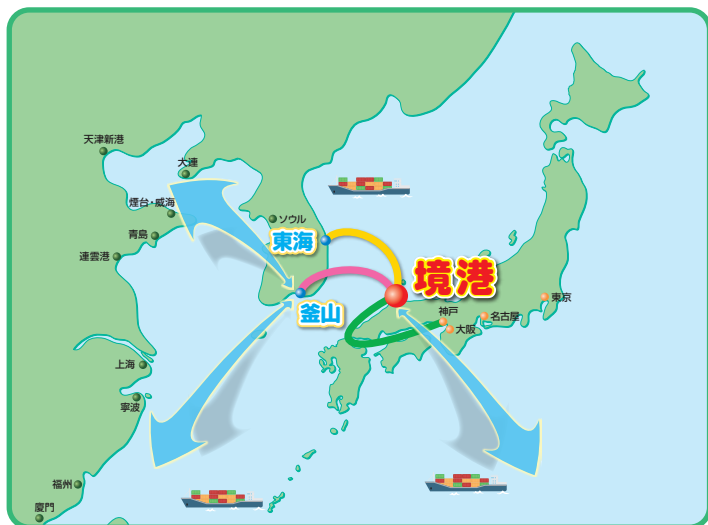 天津新港
大連
煙台・威海
ソウル
青島
東海
連雲港
境港
釜山
神戸
大阪
名古屋
東京
上海
寧波
福州
廈門